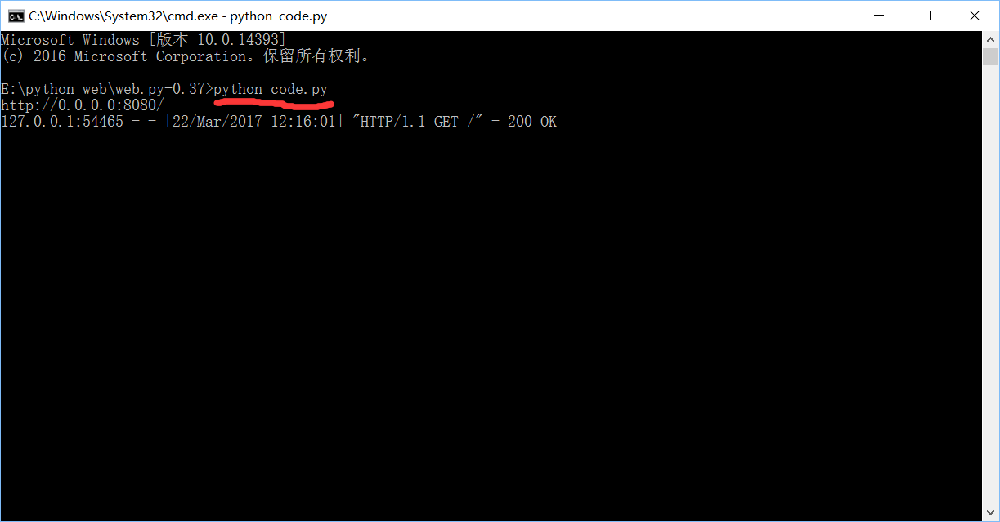 C:\Windows\System32\cmd.exe - python  code.py
Microsoft Windows [版本 10.0.14393]
(c) 2016 Microsoft Corporation。保留所有权利。
E:\python_web\web.py-0.37>python code.py
http://0.0.0.0:8080/
127.0.0.1:54465 - - [22/Mar/2017 12:16:01] "HTTP/1.1 GET /" - 200 OK